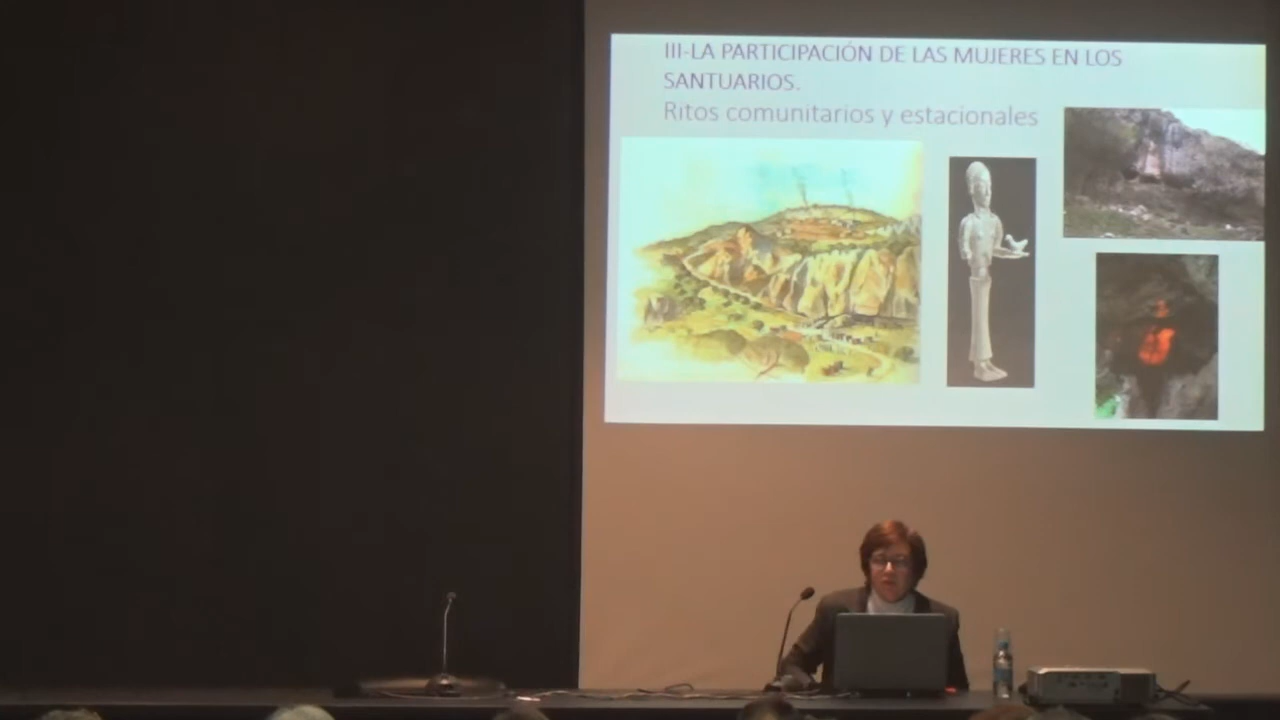 III-LA PARTICIPACIÓN DE LAS MUJERES EN LOS
SANTUARIOS.
Ritos comunitarios y estacionales